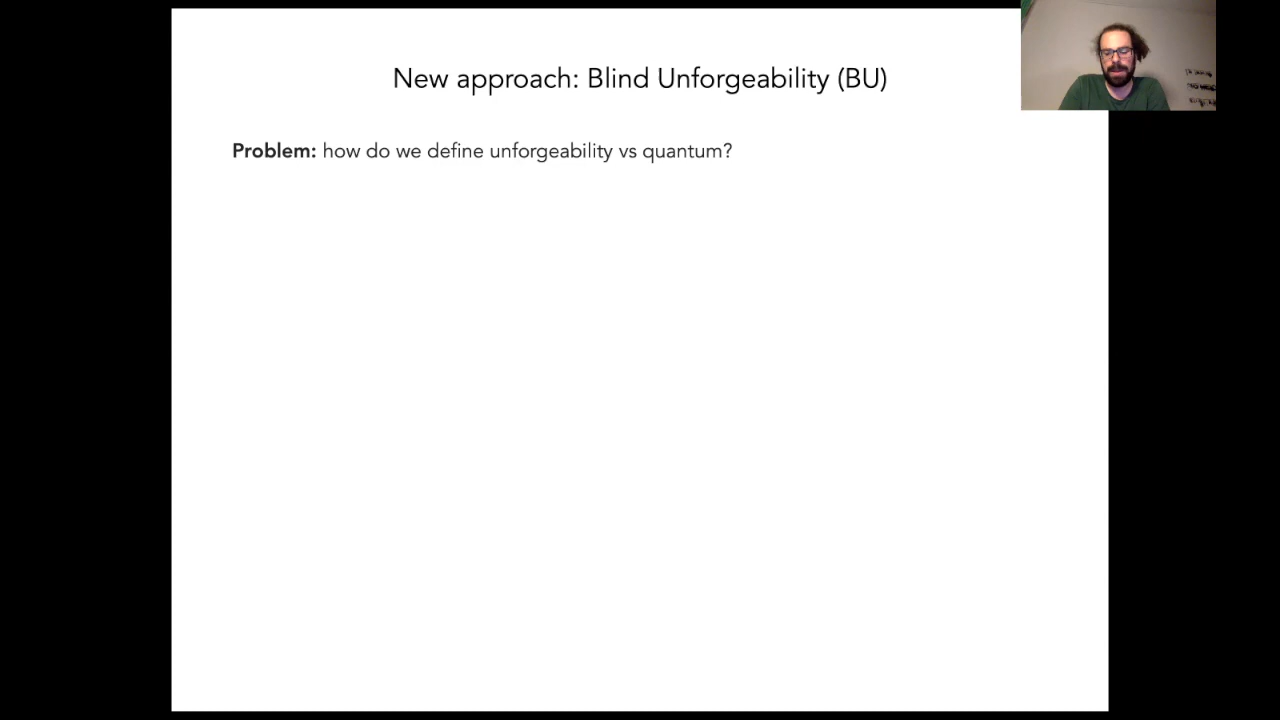 New approach: Blind Unforgeability (BU)
Problem: how do we define unforgeability vs quantum?